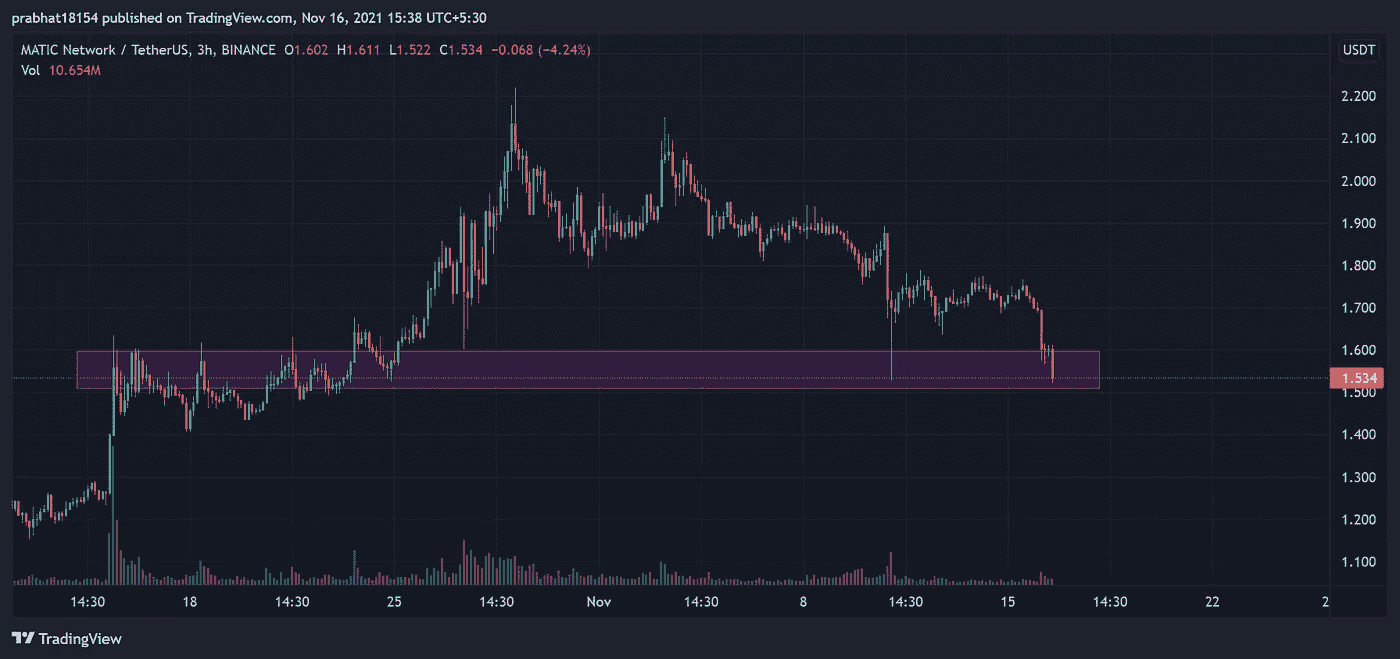 prabhat18154 published on TradingView.com, Nov 16, 2021 15:38 UTC+5:30
MATIC Network / TetherUS, 3h, BINANCE O1.602 H1.611 L1.522 C1.534 −0.068 (−4.24%)
USDT
Vol 10.654M
2.200
2.100
2.000
1.900
1.800
1.700
1.600
1.534
1.500
1.400
1.300
1.200
1.100
14:30 18 14:30 25 14:30 Nov 14:30 8 14:30 15 14:30 22 2
TradingView